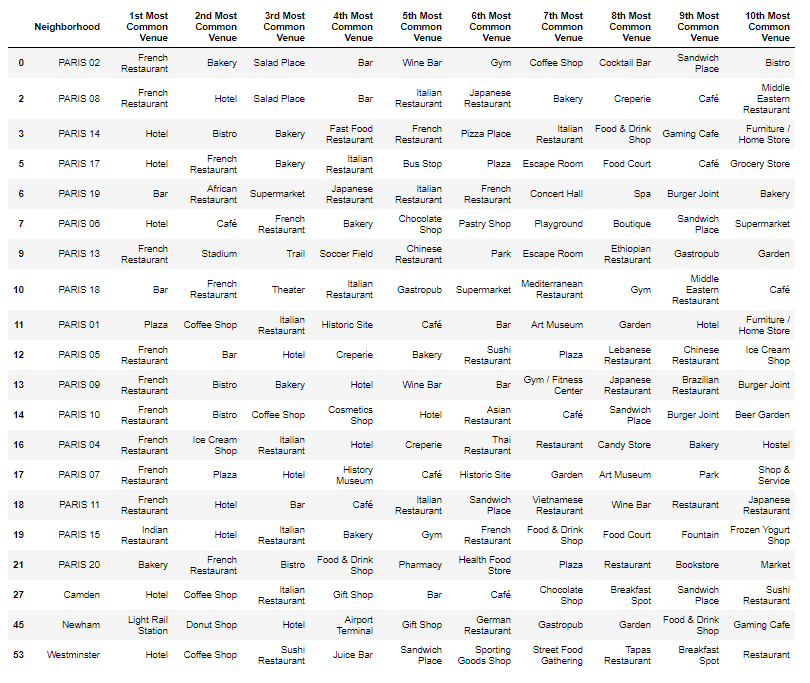 Neighborhood 1st Most Common Venue 2nd Most Common Venue 3rd Most Common Venue 4th Most Common Venue 5th Most Common Venue 6th Most Common Venue 7th Most Common Venue 8th Most Common Venue 9th Most Common Venue 10th Most Common Venue
0 PARIS 02 French Restaurant Bakery Salad Place Bar Wine Bar Gym Coffee Shop Cocktail Bar Sandwich Place Bistro
2 PARIS 08 French Restaurant Hotel Salad Place Bar Italian Restaurant Japanese Restaurant Bakery Creperie Café Middle Eastern Restaurant
3 PARIS 14 Hotel Bistro Bakery Fast Food Restaurant French Restaurant Pizza Place Italian Restaurant Food & Drink Shop Gaming Cafe Furniture / Home Store
5 PARIS 17 Hotel French Restaurant Bakery Italian Restaurant Bus Stop Plaza Escape Room Food Court Café Grocery Store
6 PARIS 19 Bar African Restaurant Supermarket Japanese Restaurant Italian Restaurant French Restaurant Concert Hall Spa Burger Joint Bakery
7 PARIS 06 Hotel Café French Restaurant Bakery Chocolate Shop Pastry Shop Playground Boutique Sandwich Place Supermarket
9 PARIS 13 French Restaurant Stadium Trail Soccer Field Chinese Restaurant Park Escape Room Ethiopian Restaurant Gastropub Garden
10 PARIS 18 Bar French Restaurant Theater Italian Restaurant Gastropub Supermarket Mediterranean Restaurant Gym Middle Eastern Restaurant Café
11 PARIS 01 Plaza Coffee Shop Italian Restaurant Historic Site Café Bar Art Museum Garden Hotel Furniture / Home Store
12 PARIS 05 French Restaurant Bar Hotel Creperie Bakery Sushi Restaurant Plaza Lebanese Restaurant Chinese Restaurant Ice Cream Shop
13 PARIS 09 French Restaurant Bistro Bakery Hotel Wine Bar Bar Gym / Fitness Center Japanese Restaurant Brazilian Restaurant Burger Joint
14 PARIS 10 French Restaurant Bistro Coffee Shop Cosmetics Shop Hotel Asian Restaurant Café Sandwich Place Burger Joint Beer Garden
16 PARIS 04 French Restaurant Ice Cream Shop Italian Restaurant Hotel Creperie Thai Restaurant Restaurant Candy Store Bakery Hostel
17 PARIS 07 French Restaurant Plaza Hotel History Museum Café Historic Site Garden Art Museum Park Shop & Service
18 PARIS 11 French Restaurant Hotel Bar Café Italian Restaurant Sandwich Place Vietnamese Restaurant Wine Bar Restaurant Japanese Restaurant
19 PARIS 15 Indian Restaurant Hotel Italian Restaurant Bakery Gym French Restaurant Food & Drink Shop Food Court Fountain Frozen Yogurt Shop
21 PARIS 20 Bakery French Restaurant Bistro Food & Drink Shop Pharmacy Health Food Store Plaza Restaurant Bookstore Market
27 Camden Hotel Coffee Shop Italian Restaurant Gift Shop Bar Café Chocolate Shop Breakfast Spot Sandwich Place Sushi Restaurant
45 Newham Light Rail Station Donut Shop Hotel Airport Terminal Gift Shop German Restaurant Gastropub Garden Food & Drink Shop Gaming Cafe
53 Westminster Hotel Coffee Shop Sushi Restaurant Juice Bar Sandwich Place Sporting Goods Shop Street Food Gathering Tapas Restaurant Breakfast Spot Restaurant